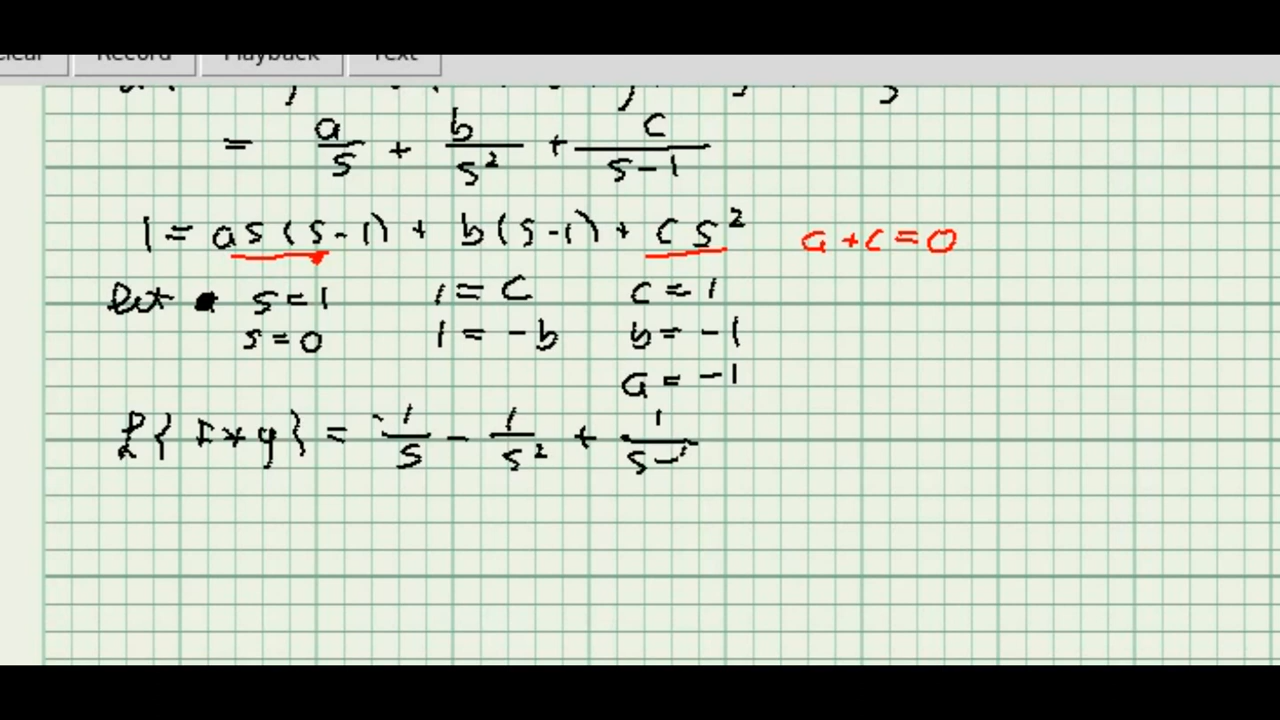 Record Playback Text
= a/s + b/s² + c/s-1
1 = as(s-1) + b(s-1) + cs² a+c=0
let s=1 1=c c=1
s=0 1=-b b=-1
a=-1
= -1/s - 1/s² + 1/s-1